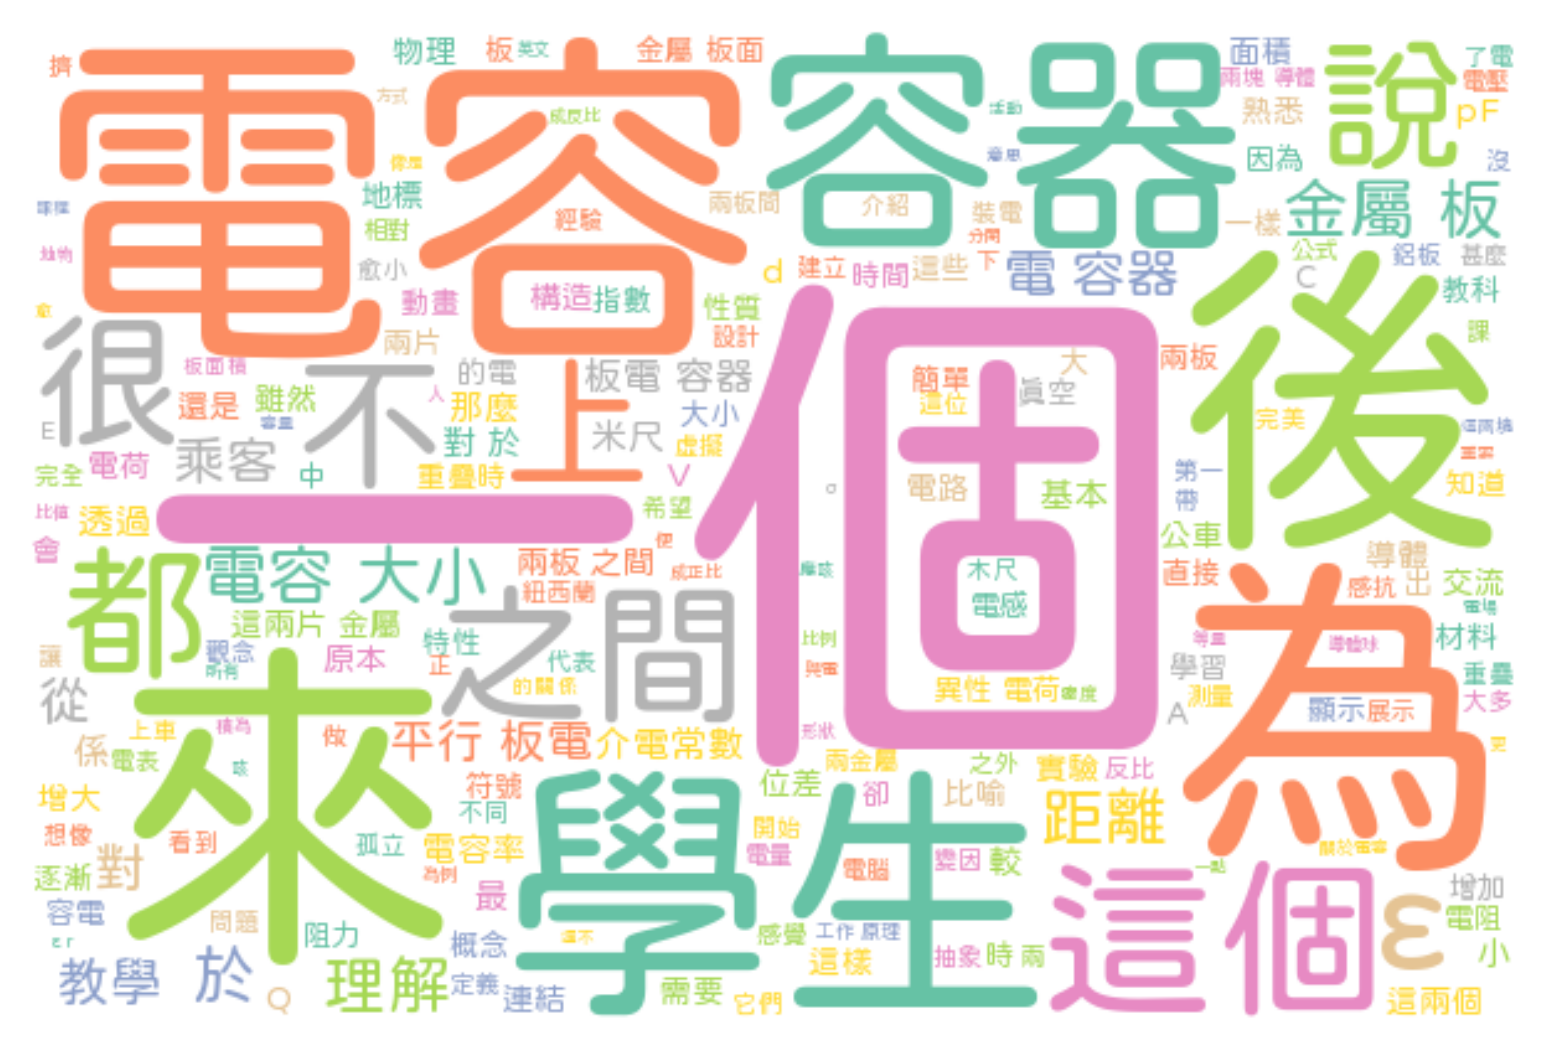 擠
物理
板
英文
金屬 板面
面積
了電
兩塊 導體
電壓
方式
電容
成反比
容器
活動
熟悉
說
pF
像是
意思
因為
沒
地標
相對
經驗
兩板間
介紹
裝電
分開
一樣
金屬 板
愈小
動畫
構造
指數
性質
設計
d
建立
時間
這些
下
電 容器
公式
C
鋁板
甚麼
教科
課
愈
很
兩片
板面積
還是
雖然
容量
不
的電
人
那麼
對 於
上
板電 容器
大小
米尺
虛擬
V
E
完全
電荷
乘客
中
重疊時
比值
會
透過
一個
希望
簡單
這位
大
真空
兩板
後
完美
電路
基本
第一
帶
知道
公車
直接
導體
感抗
出
交流
都
電容 大小
兩板 之間
便
成正比
紐西蘭
摩咳
木尺
電感
為
電場
等量
導體球
材料
這兩片 金屬
觀念
所有
原本
特性
正
代表
的關係
之間
比例
與電
異性 電荷
密度
學習
測量
A
重疊
大多
顯示
展示
讓
從
上車
積為
係
電表
做
平行 板電
介電常數
形狀
兩金屬
之外
實驗
反比
更
來
符號
不同
位差
卻
比喻
距離
增大
想像
看到
孤立
電容率
為例
學生
開始
電量
電腦
變因
較
關於電容
一點
逐漸
對
容電
εr
問題
阻力
最
概念
還不
感覺
工作 原理
這樣
抽象
時
兩
這個
ε
增加
電阻
小
教學
於
Q
理解
定義
連結
需要
它們
這兩個